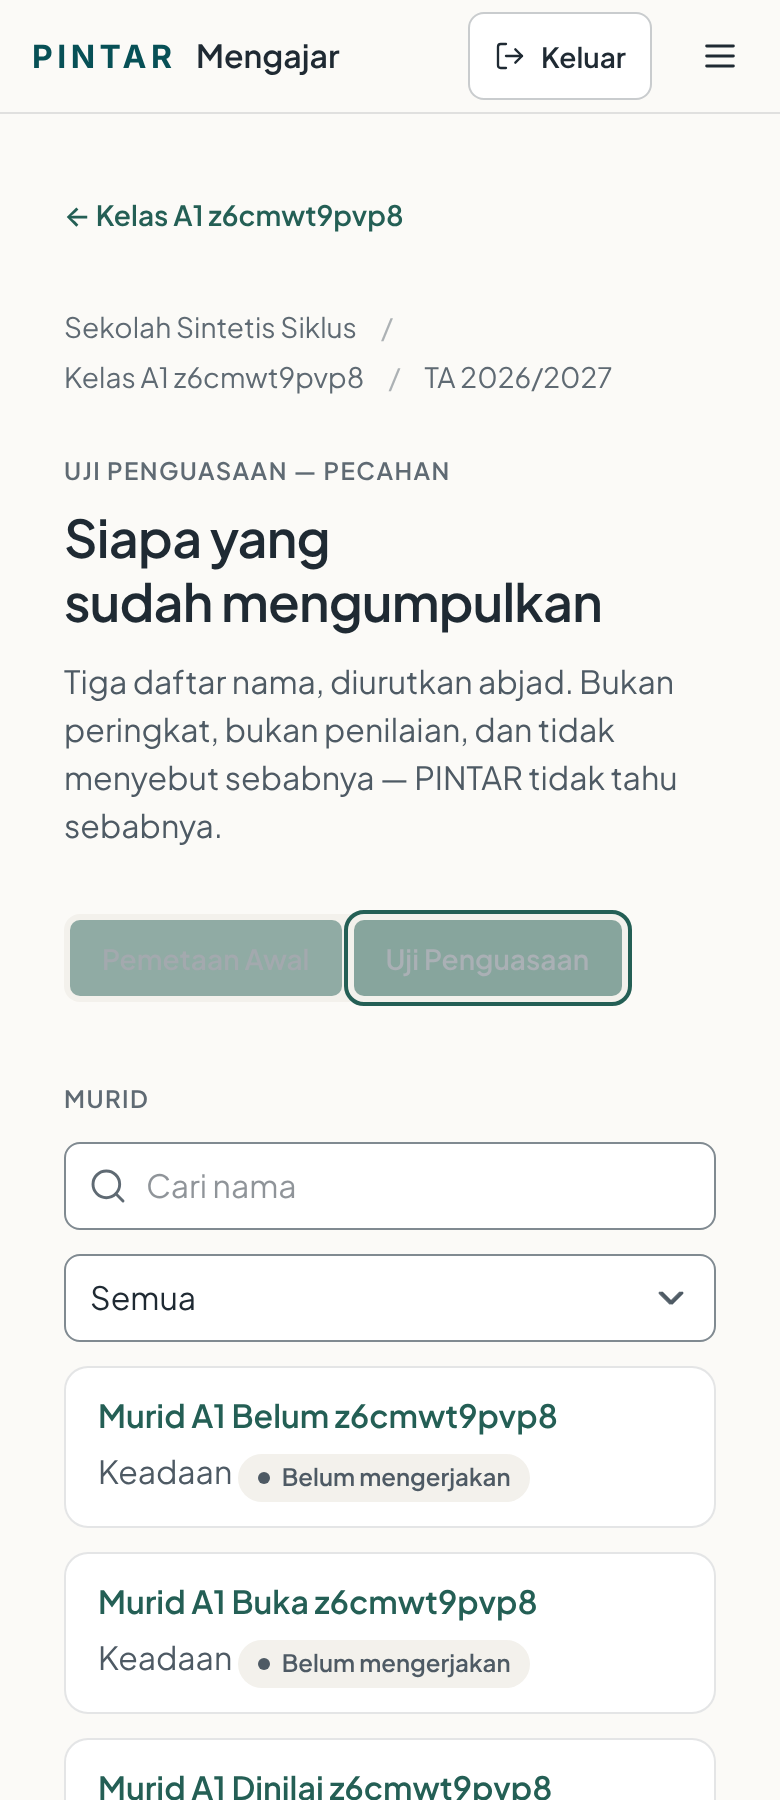 PINTAR Mengajar
Keluar
← Kelas A1 z6cmwt9pvp8
Sekolah Sintetis Siklus /
Kelas A1 z6cmwt9pvp8 / TA 2026/2027
UJI PENGUASAAN — PECAHAN
Siapa yang
sudah mengumpulkan
Tiga daftar nama, diurutkan abjad. Bukan
peringkat, bukan penilaian, dan tidak
menyebut sebabnya — PINTAR tidak tahu
sebabnya.
Pemetaan Awal
Uji Penguasaan
MURID
Cari nama
Semua
Murid A1 Belum z6cmwt9pvp8
Keadaan • Belum mengerjakan
Murid A1 Buka z6cmwt9pvp8
Keadaan • Belum mengerjakan
Murid A1 Dinilai z6cmwt9pvp8